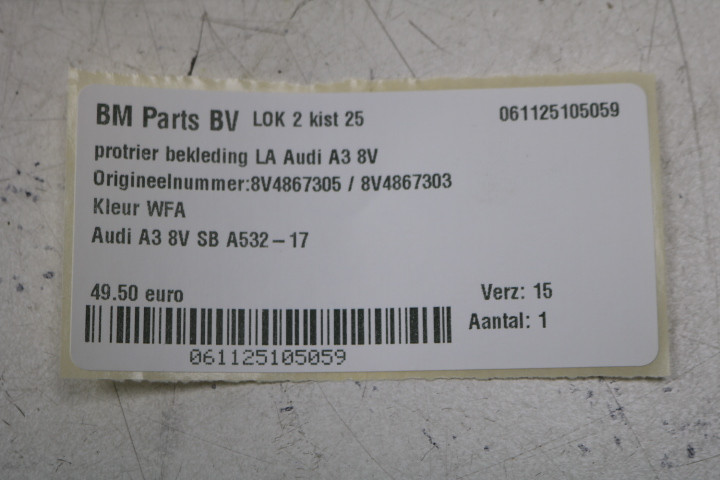 BM Parts BV LOK 2 kist 25 061125105059
protrier bekleding LA Audi A3 8V
Origineelnummer:8V4867305 / 8V4867303
Kleur WFA
Audi A3 8V SB A532-17
49.50 euro Verz: 15
Aantal: 1
061125105059